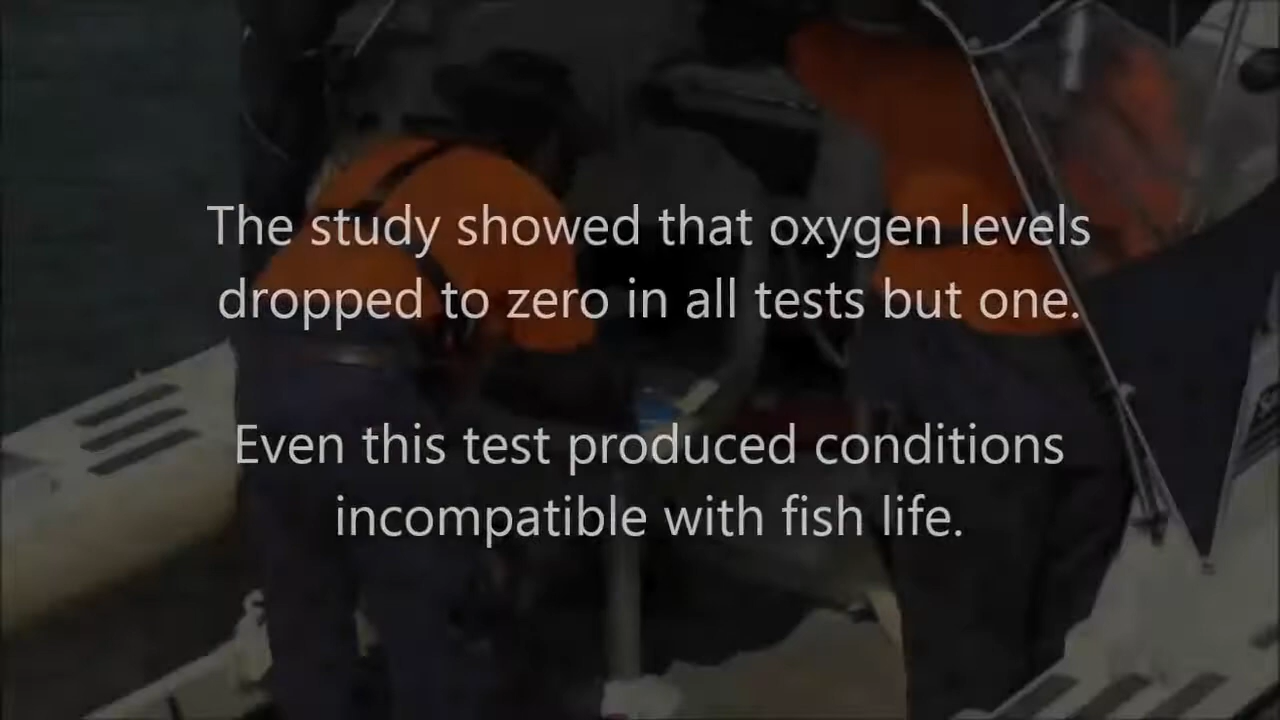 The study showed that oxygen levels
dropped to zero in all tests but one.
Even this test produced conditions
incompatible with fish life.